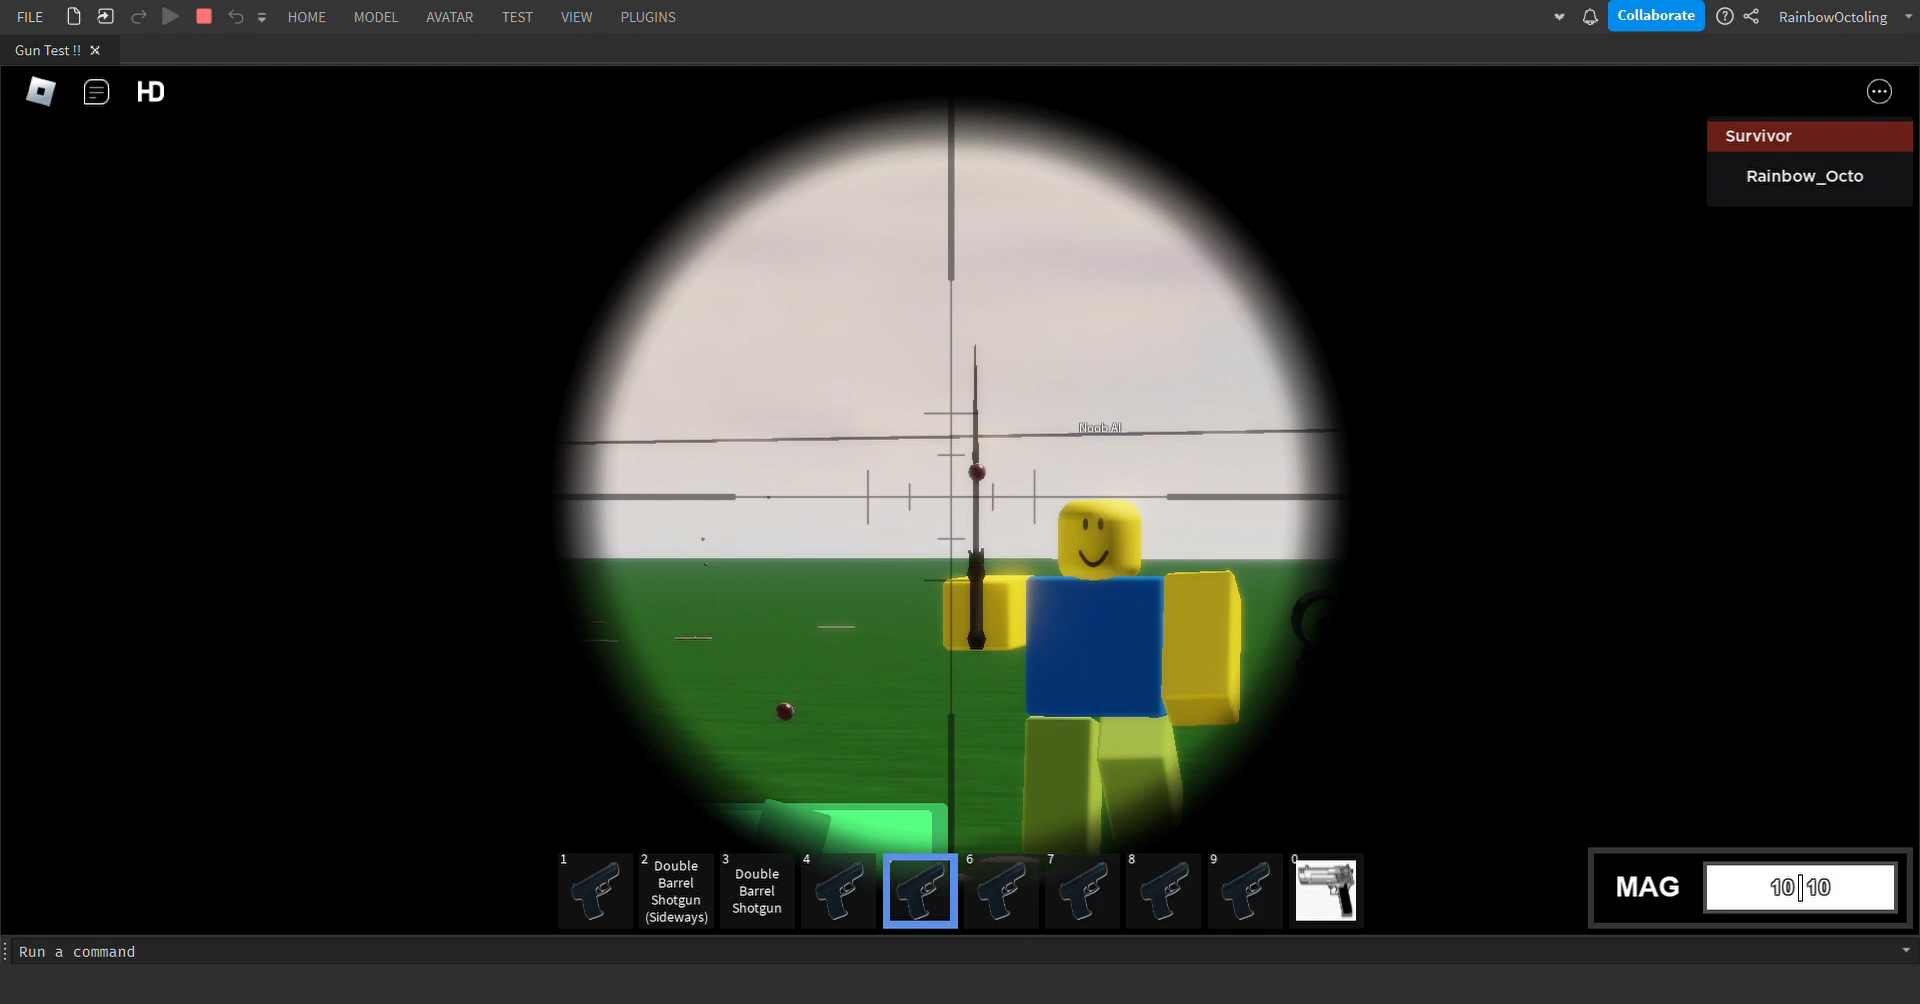 FILE HOME MODEL AVATAR TEST VIEW PLUGINS Collaborate RainbowOctoling
Gun Test !!
HD
Survivor
Rainbow_Octo
Noob AI
1
2 Double
Barrel
Shotgun
(Sideways)
3 Double
Barrel
Shotgun
4
6
7
8
9
0
MAG 10|10
Run a command